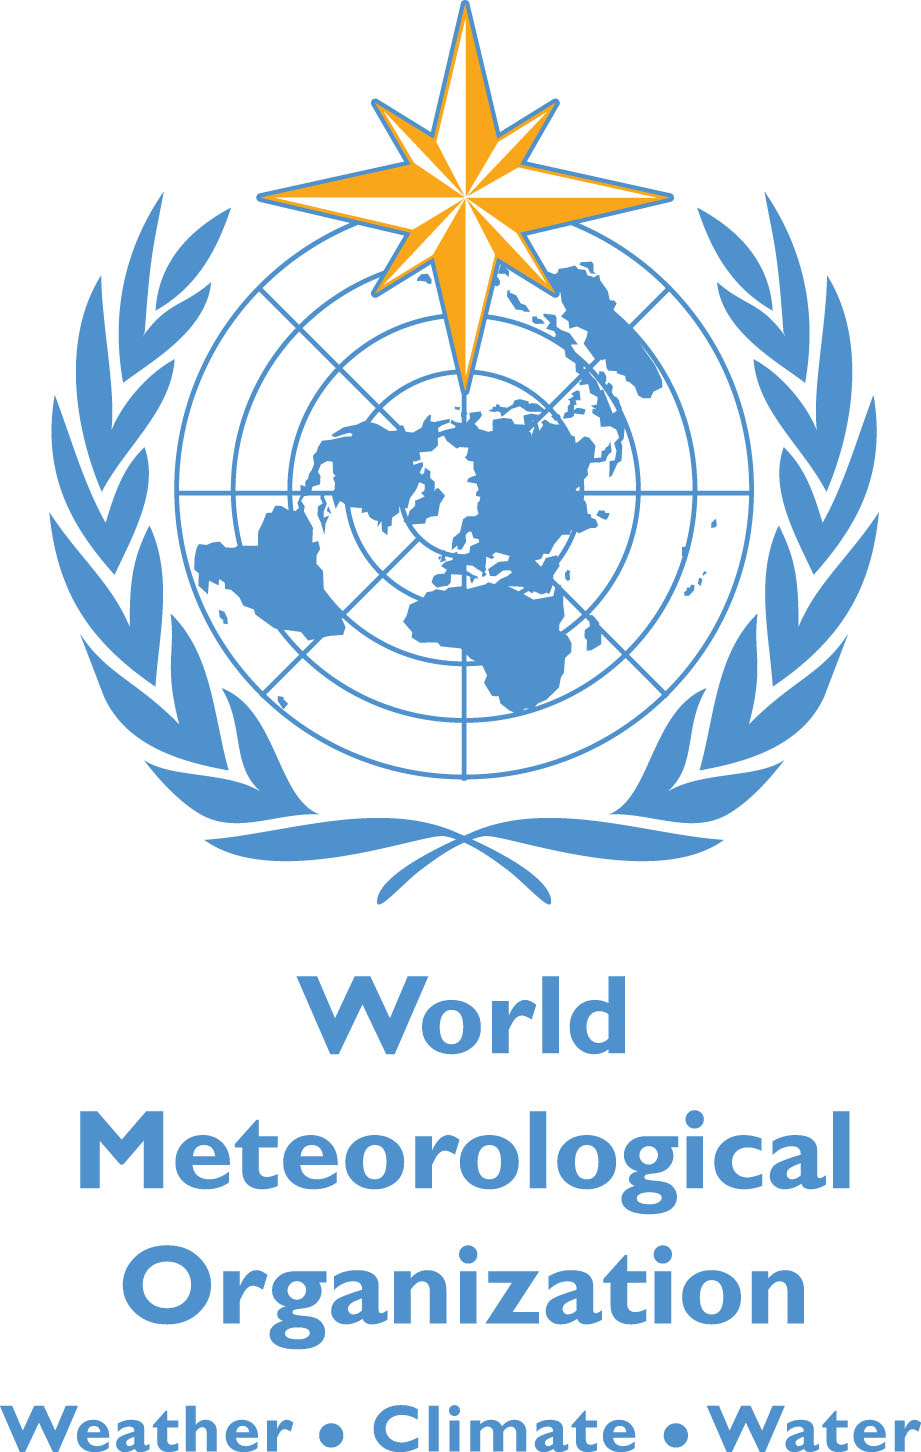 World
Meteorological
Organization
Weather • Climate • Water